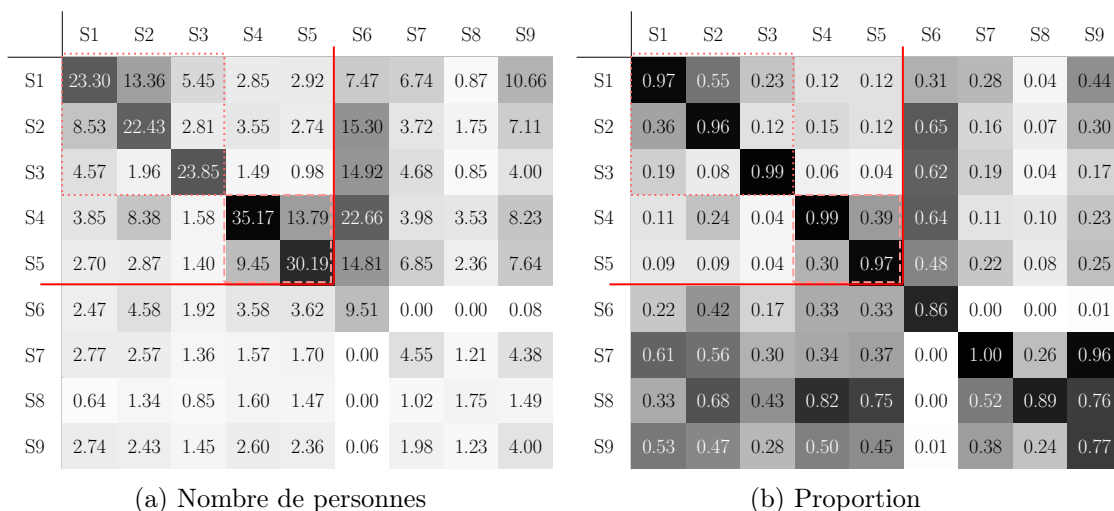 S1 S2 S3 S4 S5 S6 S7 S8 S9
S1 23.30 13.36 5.45 2.85 2.92 7.47 6.74 0.87 10.66
S2 8.53 22.43 2.81 3.55 2.74 15.30 3.72 1.75 7.11
S3 4.57 1.96 23.85 1.49 0.98 14.92 4.68 0.85 4.00
S4 3.85 8.38 1.58 35.17 13.79 22.66 3.98 3.53 8.23
S5 2.70 2.87 1.40 9.45 30.19 14.81 6.85 2.36 7.64
S6 2.47 4.58 1.92 3.58 3.62 9.51 0.00 0.00 0.08
S7 2.77 2.57 1.36 1.57 1.70 0.00 4.55 1.21 4.38
S8 0.64 1.34 0.85 1.60 1.47 0.00 1.02 1.75 1.49
S9 2.74 2.43 1.45 2.60 2.36 0.06 1.98 1.23 4.00
(a) Nombre de personnes
S1 S2 S3 S4 S5 S6 S7 S8 S9
S1 0.97 0.55 0.23 0.12 0.12 0.31 0.28 0.04 0.44
S2 0.36 0.96 0.12 0.15 0.12 0.65 0.16 0.07 0.30
S3 0.19 0.08 0.99 0.06 0.04 0.62 0.19 0.04 0.17
S4 0.11 0.24 0.04 0.99 0.39 0.64 0.11 0.10 0.23
S5 0.09 0.09 0.04 0.30 0.97 0.48 0.22 0.08 0.25
S6 0.22 0.42 0.17 0.33 0.33 0.86 0.00 0.00 0.01
S7 0.61 0.56 0.30 0.34 0.37 0.00 1.00 0.26 0.96
S8 0.33 0.68 0.43 0.82 0.75 0.00 0.52 0.89 0.76
S9 0.53 0.47 0.28 0.50 0.45 0.01 0.38 0.24 0.77
(b) Proportion